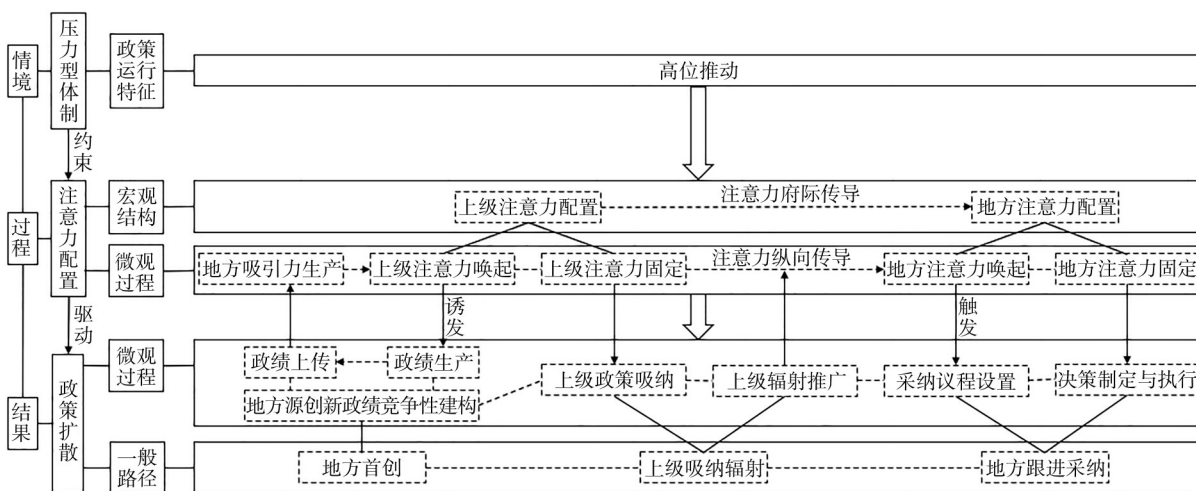 情境
压力型体制
政策运行特征
高位推动
约束
过程
注意力配置
宏观结构
上级注意力配置
注意力府际传导
地方注意力配置
微观过程
地方吸引力生产
上级注意力唤起
上级注意力固定
注意力纵向传导
地方注意力唤起
地方注意力固定
驱动
诱发
触发
结果
政策扩散
微观过程
政绩上传
政绩生产
地方源创新政绩竞争性建构
上级政策吸纳
上级辐射推广
采纳议程设置
决策制定与执行
一般路径
地方首创
上级吸纳辐射
地方跟进采纳